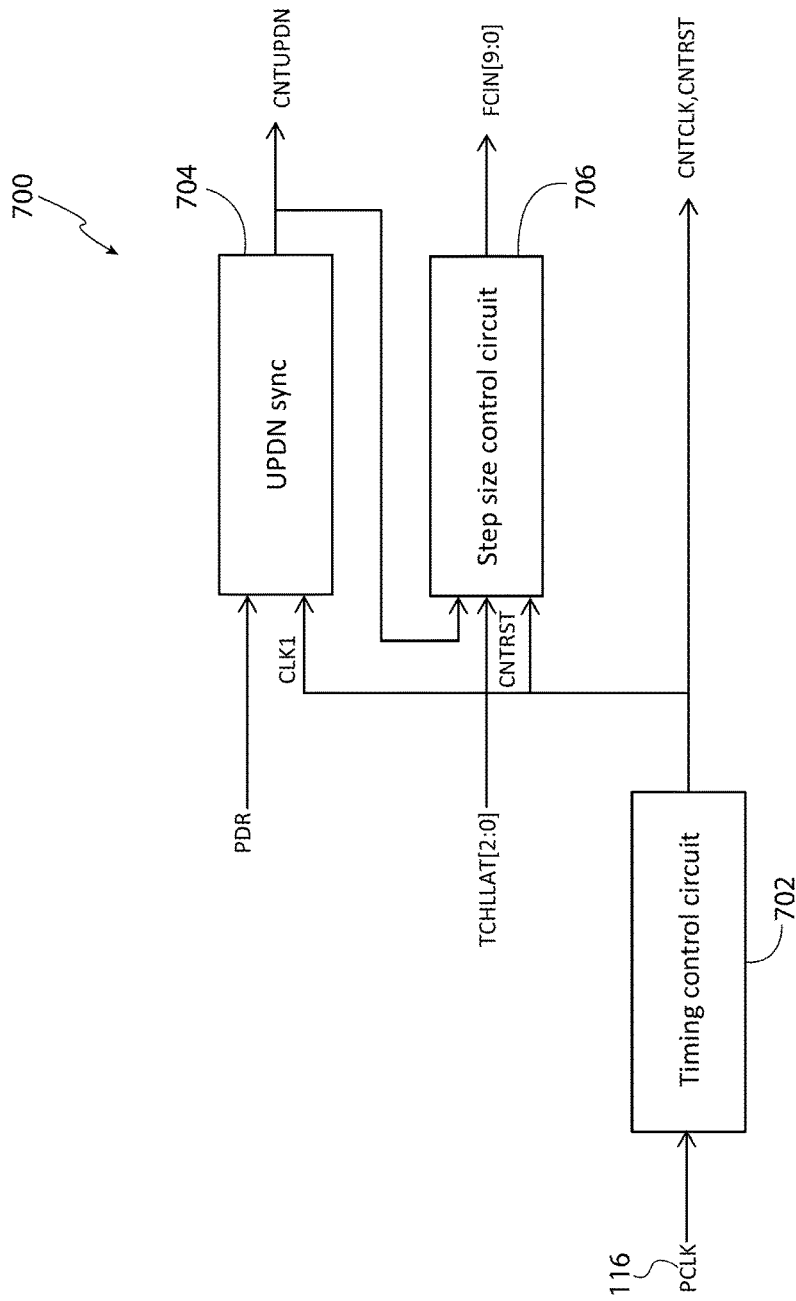 700
704
CNTUPDN
PDR
UPDN sync
CLK1
FCIN[9:0]
TCHLLAT[2:0]
CNTRST
Step size control circuit
706
CNTCLK,CNTRST
116
PCLK
Timing control circuit
702